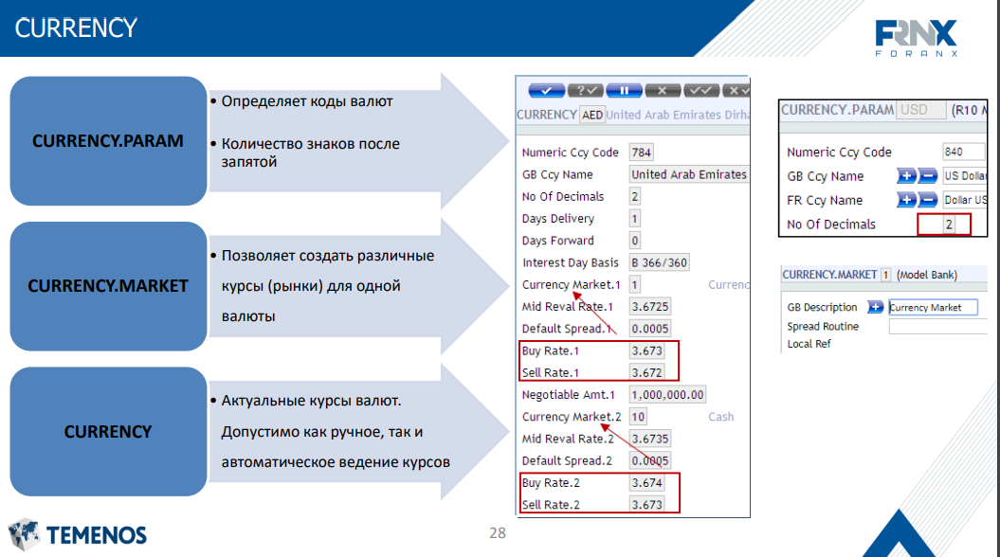 CURRENCY
FRNX
FORANX
CURRENCY.PARAM
• Определяет коды валют
• Количество знаков после
запятой
CURRENCY.MARKET
• Позволяет создать различные
курсы (рынки) для одной
валюты
CURRENCY
• Актуальные курсы валют.
Допустимо как ручное, так и
автоматическое ведение курсов
CURRENCY AED United Arab Emirates Dirha
Numeric Ccy Code 784
GB Ccy Name United Arab Emirates
No Of Decimals 2
Days Delivery 1
Days Forward 0
Interest Day Basis B 366/360
Currency Market.1 1 Currenc
Mid Reval Rate.1 3.6725
Default Spread.1 0.0005
Buy Rate.1 3.673
Sell Rate.1 3.672
Negotiable Amt.1 1,000,000.00
Currency Market.2 10 Cash
Mid Reval Rate.2 3.6735
Default Spread.2 0.0005
Buy Rate.2 3.674
Sell Rate.2 3.673
CURRENCY.PARAM USD (R10 M
Numeric Ccy Code 840
GB Ccy Name US Dolla
FR Ccy Name Dollar US
No Of Decimals 2
CURRENCY.MARKET 1 (Model Bank)
GB Description Currency Market
Spread Routine
Local Ref
TEMENOS
28